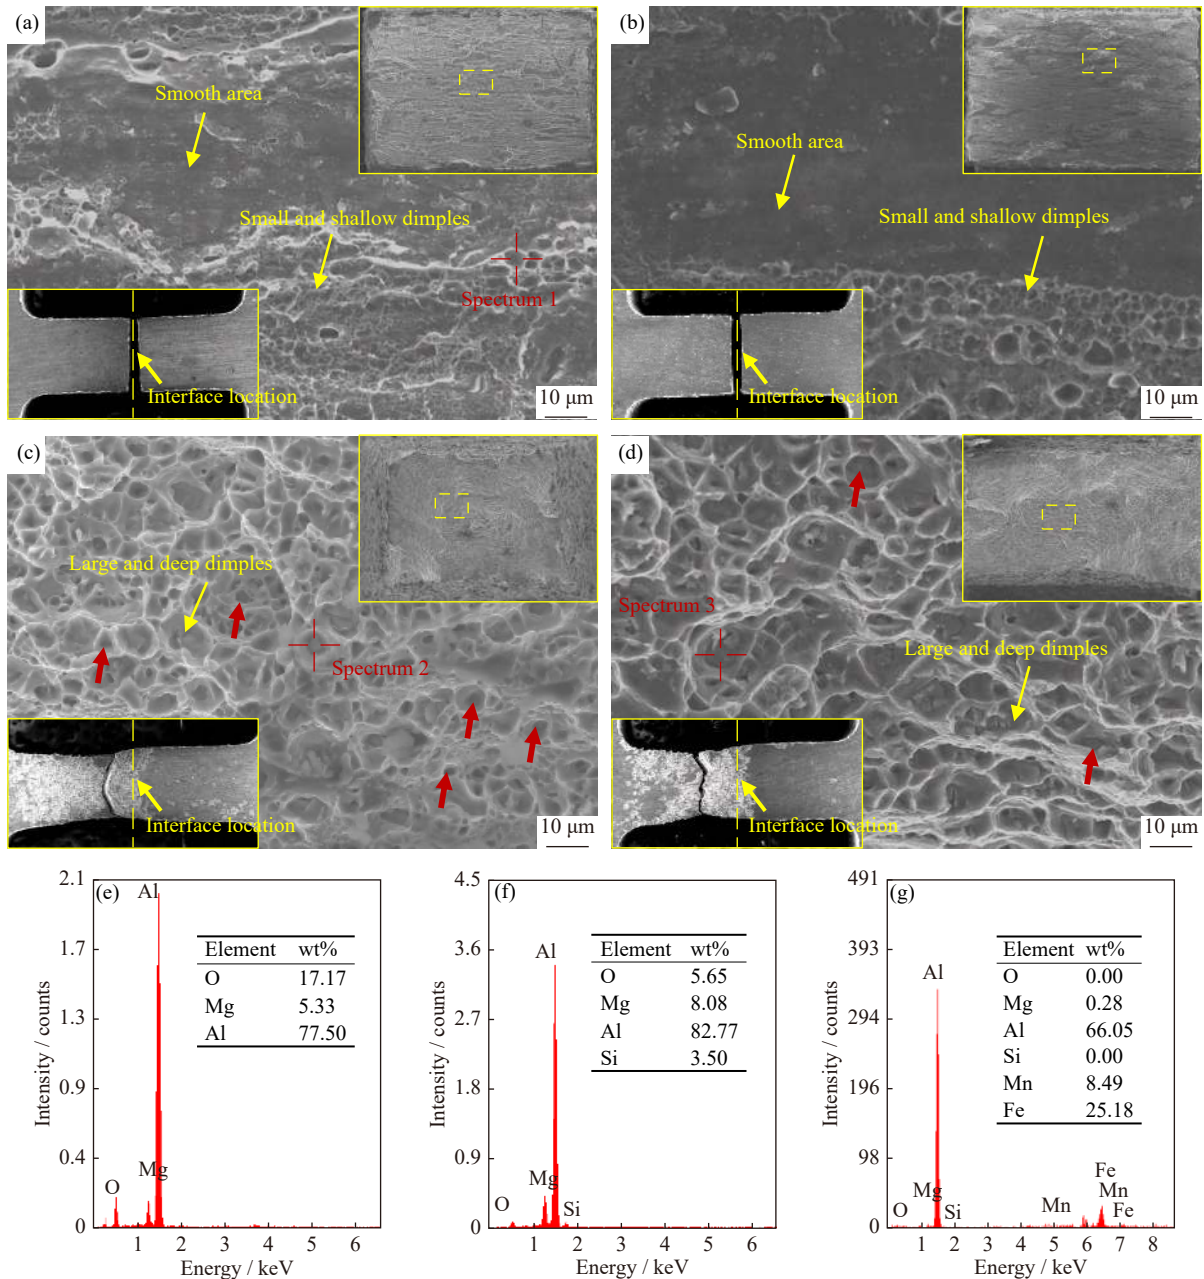 (a)
Smooth area
Small and shallow dimples
Spectrum 1
Interface location
10 μm
(b)
Smooth area
Small and shallow dimples
Interface location
10 μm
(c)
Large and deep dimples
Spectrum 2
Interface location
10 μm
(d)
Spectrum 3
Large and deep dimples
Interface location
10 μm
(e)
2.1
1.7
1.3
0.9
0.4
0
Intensity / counts
Al
Mg
O
Element wt%
O 17.17
Mg 5.33
Al 77.50
1 2 3 4 5 6
Energy / keV
(f)
4.5
3.6
2.7
1.8
0.9
0
Intensity / counts
Al
Mg
O
Si
Element wt%
O 5.65
Mg 8.08
Al 82.77
Si 3.50
1 2 3 4 5 6
Energy / keV
(g)
491
393
294
196
98
0
Intensity / counts
Al
Mg
O
Si
Mn
Fe
Mn
Fe
Element wt%
O 0.00
Mg 0.28
Al 66.05
Si 0.00
Mn 8.49
Fe 25.18
1 2 3 4 5 6 7 8
Energy / keV